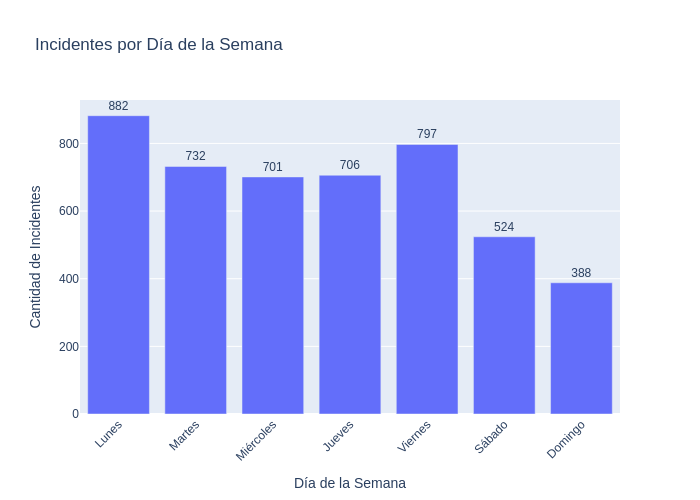 Incidentes por Día de la Semana
882
732
701
706
797
524
388
Cantidad de Incidentes
800
600
400
200
0
Lunes
Martes
Miércoles
Jueves
Viernes
Sábado
Domingo
Día de la Semana